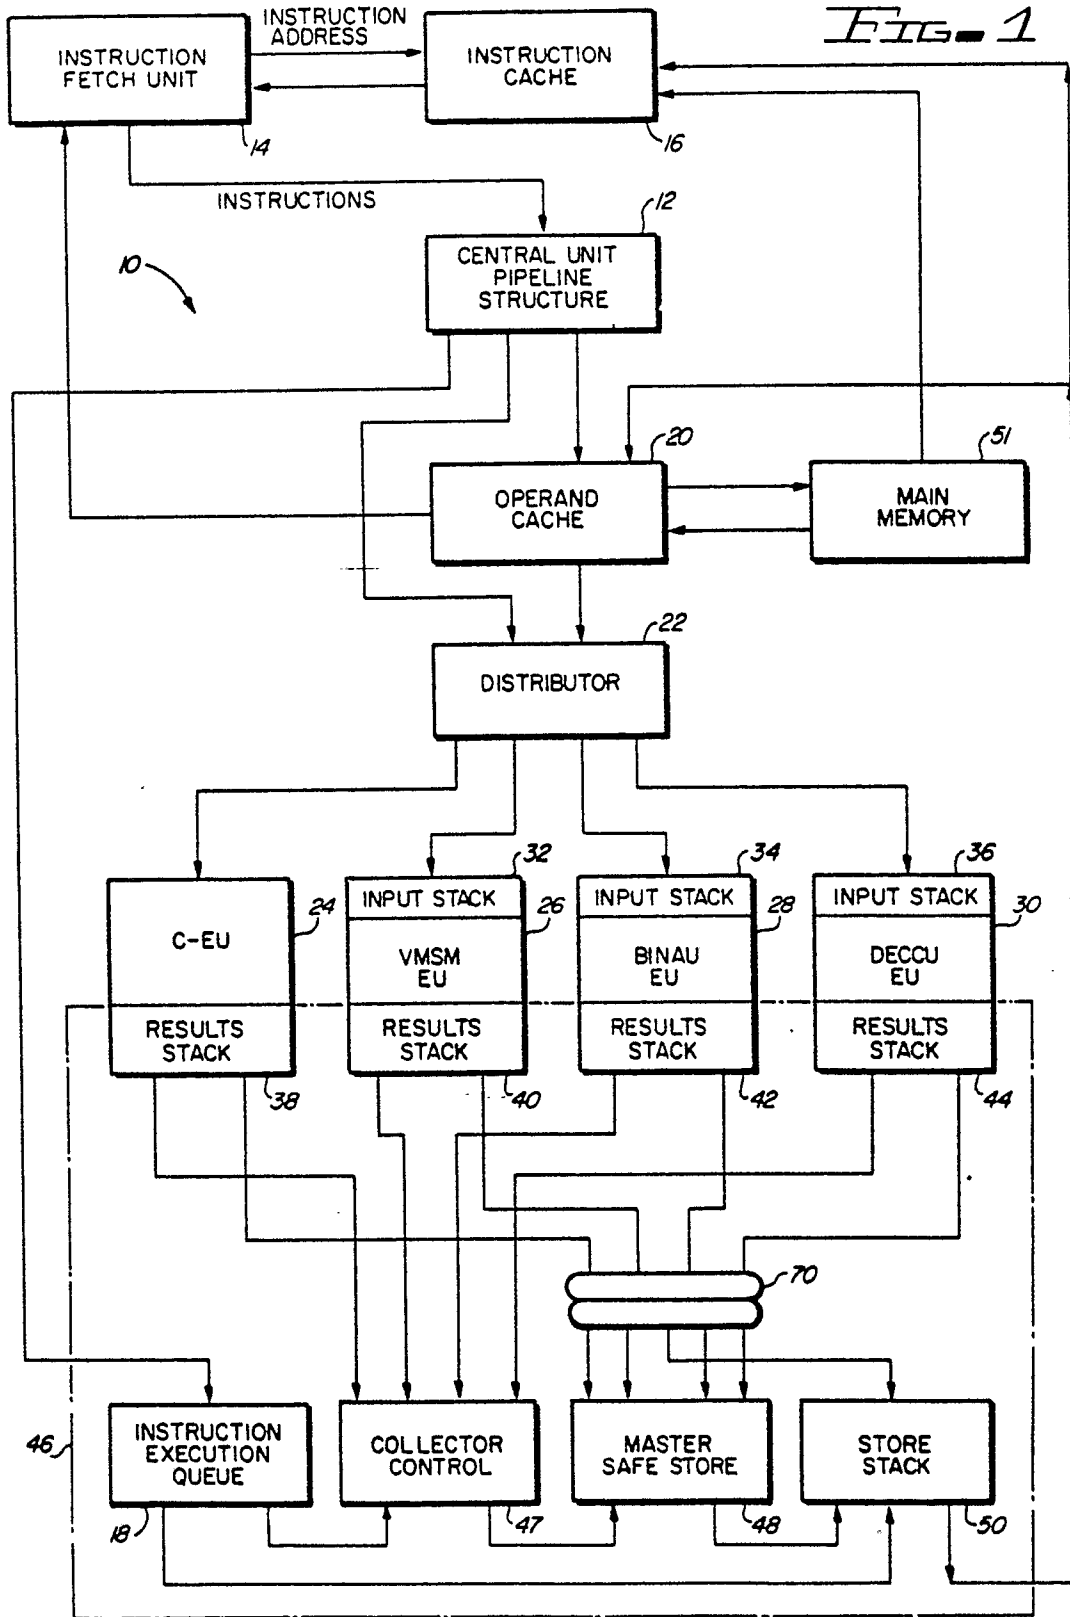 FIG-1
INSTRUCTION
ADDRESS
INSTRUCTION
FETCH UNIT
14
INSTRUCTION
CACHE
16
INSTRUCTIONS
12
CENTRAL UNIT
PIPELINE
STRUCTURE
10
20
OPERAND
CACHE
51
MAIN
MEMORY
22
DISTRIBUTOR
24
C-EU
RESULTS
STACK
38
32
INPUT STACK
26
VMSM
EU
RESULTS
STACK
40
34
INPUT STACK
28
BINAU
EU
RESULTS
STACK
42
36
INPUT STACK
30
DECCU
EU
RESULTS
STACK
44
70
46
INSTRUCTION
EXECUTION
QUEUE
18
COLLECTOR
CONTROL
47
MASTER
SAFE STORE
48
STORE
STACK
50